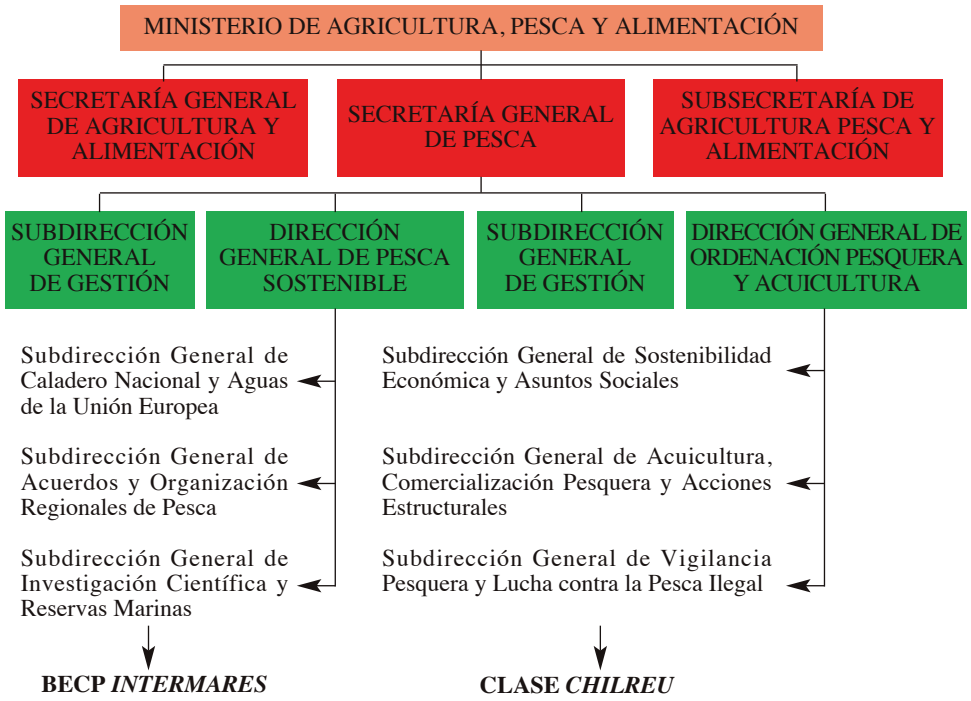 MINISTERIO DE AGRICULTURA, PESCA Y ALIMENTACIÓN
SECRETARÍA GENERAL
DE AGRICULTURA Y
ALIMENTACIÓN
SECRETARÍA GENERAL
DE PESCA
SUBSECRETARÍA DE
AGRICULTURA PESCA Y
ALIMENTACIÓN
SUBDIRECCIÓN
GENERAL
DE GESTIÓN
DIRECCIÓN
GENERAL DE PESCA
SOSTENIBLE
SUBDIRECCIÓN
GENERAL
DE GESTIÓN
DIRECCIÓN GENERAL DE
ORDENACIÓN PESQUERA
Y ACUICULTURA
Subdirección General de
Caladero Nacional y Aguas
de la Unión Europea
Subdirección General de
Acuerdos y Organización
Regionales de Pesca
Subdirección General de
Investigación Científica y
Reservas Marinas
BECP INTERMARES
Subdirección General de Sostenibilidad
Económica y Asuntos Sociales
Subdirección General de Acuicultura,
Comercialización Pesquera y Acciones
Estructurales
Subdirección General de Vigilancia
Pesquera y Lucha contra la Pesca Ilegal
CLASE CHILREU